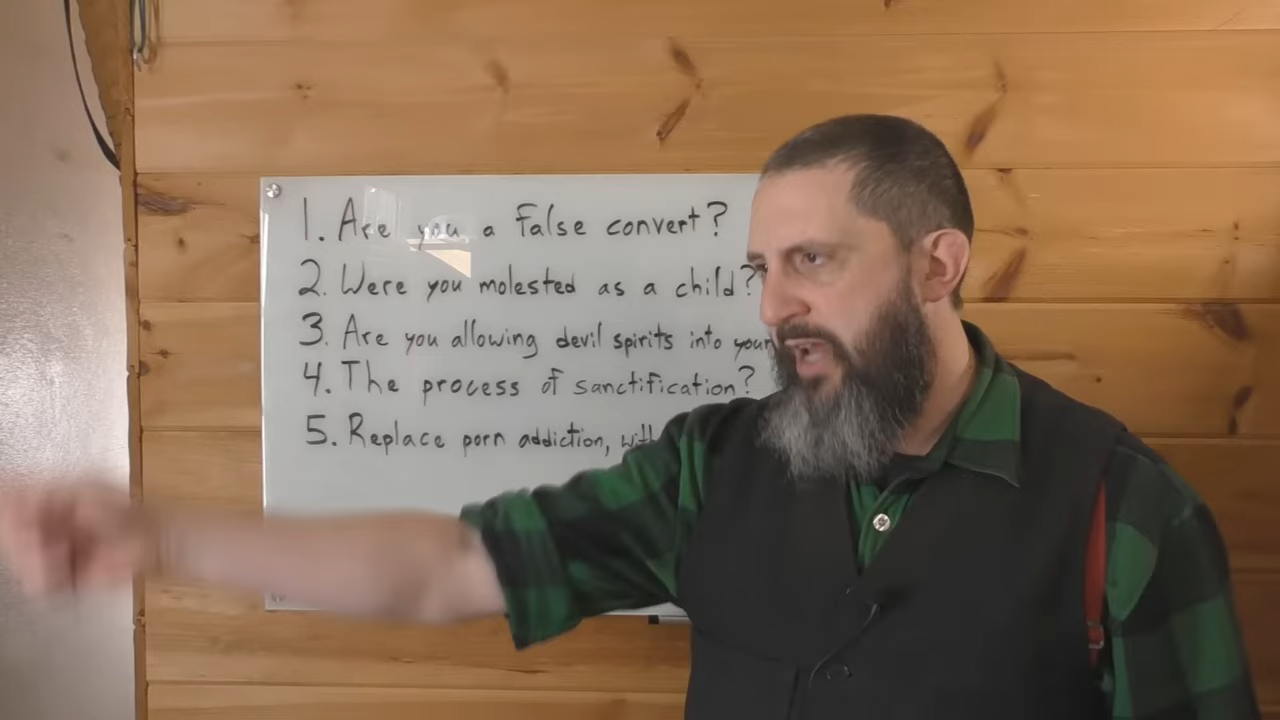 1. Are you a false convert?
2. Were you molested as a child?
3. Are you allowing devil spirits into your
4. The process of sanctification?
5. Replace porn addiction,